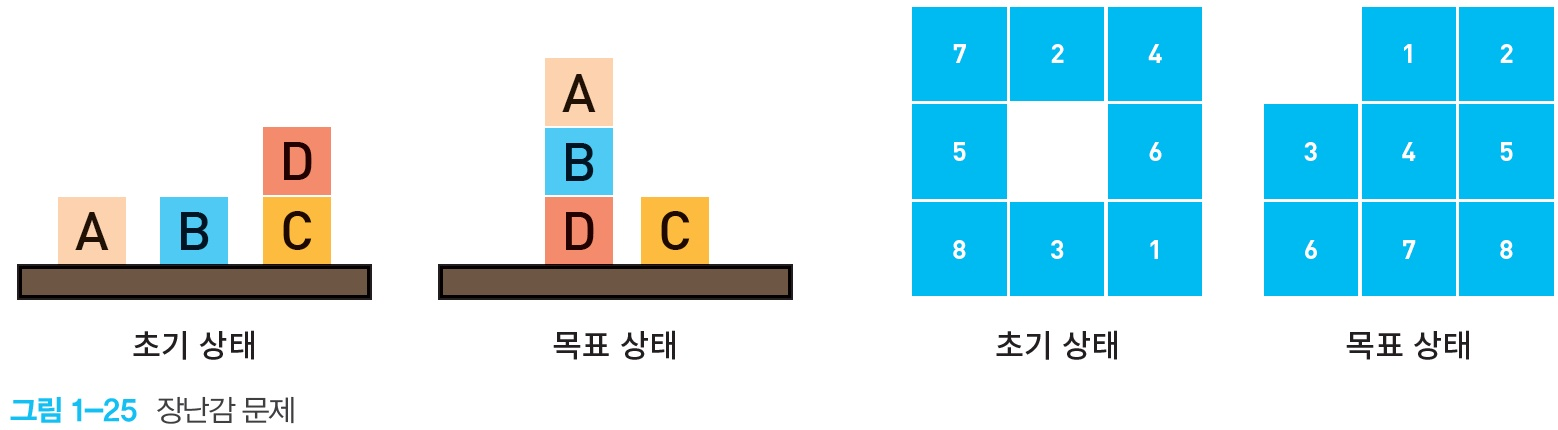 A B D C
A B D C
7 2 4
5 6
8 3 1
1 2
3 4 5
6 7 8
초기 상태
목표 상태
초기 상태
목표 상태
그림 1-25 장난감 문제